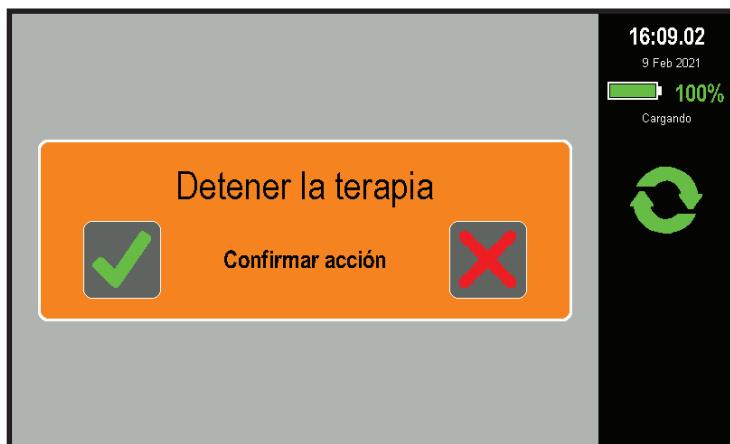 16:09.02
9 Feb 2021
100%
Cargando
Detener la terapia
Confirmar acción